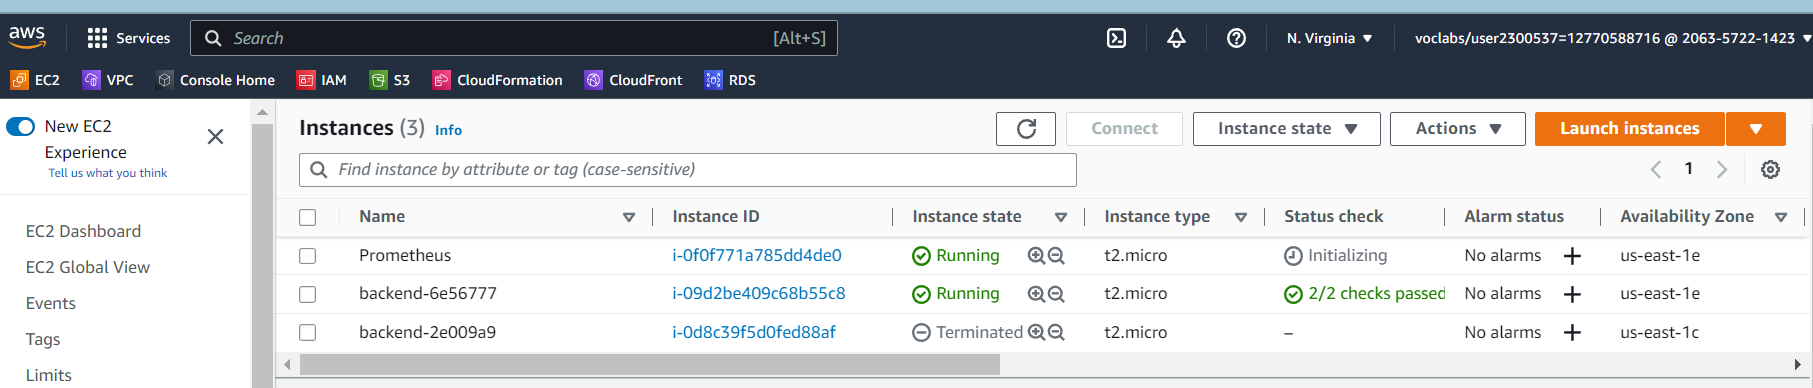 aws Services Search [Alt+S] N. Virginia voclabs/user2300537=12770588716 @ 2063-5722-1423
EC2 VPC Console Home IAM S3 CloudFormation CloudFront RDS
New EC2
Experience
Tell us what you think
EC2 Dashboard
EC2 Global View
Events
Tags
Limits
Instances (3) Info Connect Instance state Actions Launch instances
Find instance by attribute or tag (case-sensitive) 1
Name Instance ID Instance state Instance type Status check Alarm status Availability Zone
Prometheus i-0f0f771a785dd4de0 Running t2.micro Initializing No alarms + us-east-1e
backend-6e56777 i-09d2be409c68b55c8 Running t2.micro 2/2 checks passed No alarms + us-east-1e
backend-2e009a9 i-0d8c39f5d0fed88af Terminated t2.micro – No alarms + us-east-1c